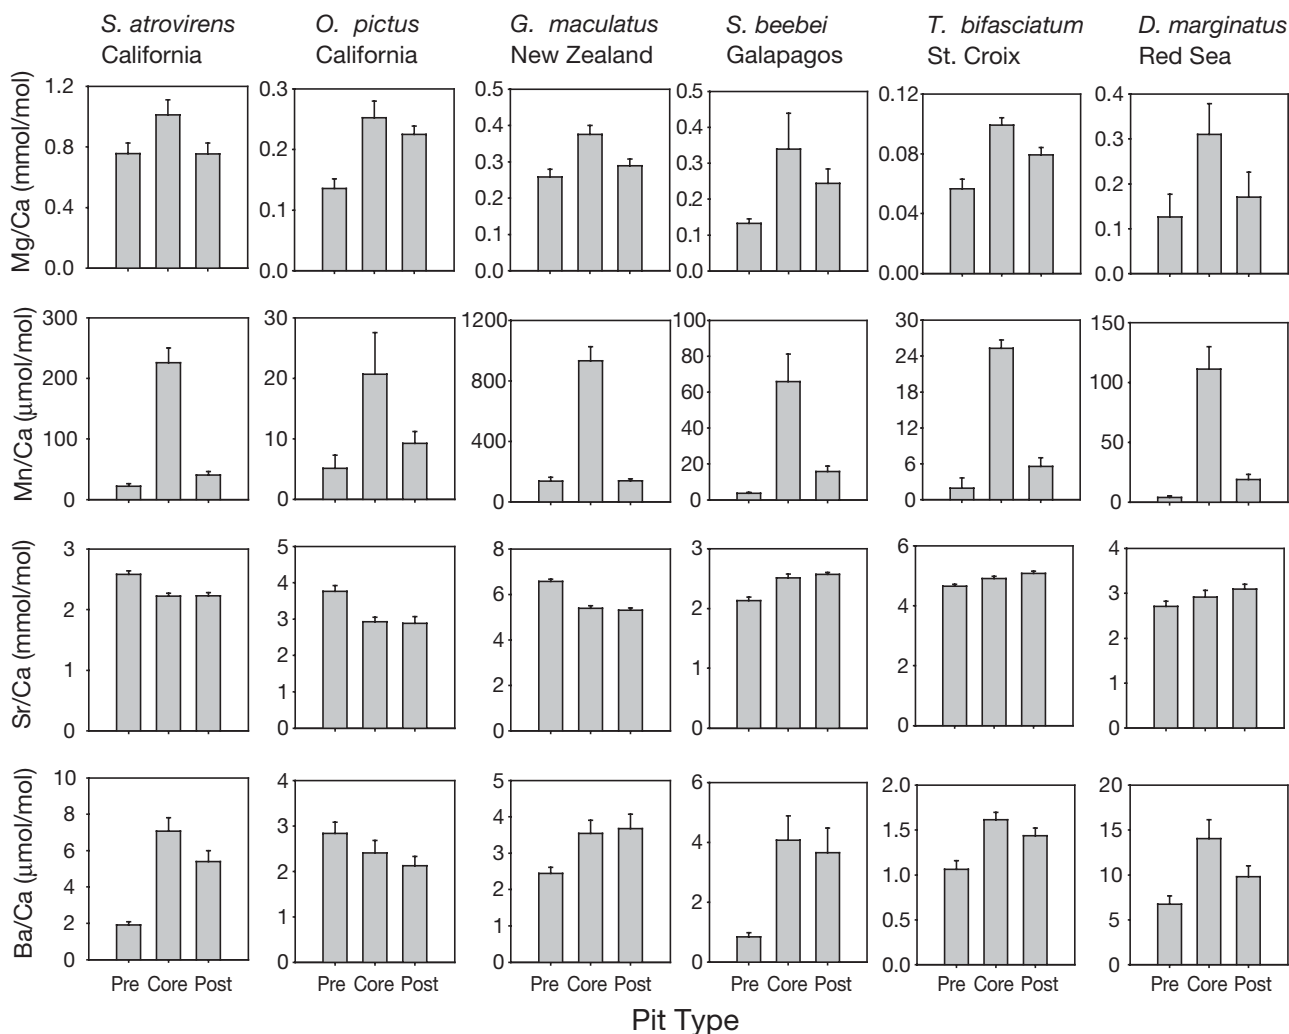 S. atrovirens O. pictus G. maculatus S. beebei T. bifasciatum D. marginatus
California California New Zealand Galapagos St. Croix Red Sea
Mg/Ca (mmol/mol)
1.2 0.3 0.5 0.5 0.12 0.4
0.8 0.2 0.4 0.4 0.08 0.3
0.4 0.1 0.3 0.3 0.04 0.2
0.0 0.0 0.2 0.2 0.00 0.1
0.1 0.1 0.0
0.0 0.0
Mn/Ca (μmol/mol)
300 30 1200 100 30 150
200 20 800 80 24 100
100 10 400 60 18 50
0 0 0 40 12 0
20 6
0 0
Sr/Ca (mmol/mol)
3 5 8 3 6 4
2 4 6 2 4 3
1 3 4 1 2 2
0 2 2 0 0 1
1 0 0
0
Ba/Ca (μmol/mol)
10 4 5 6 2.0 20
8 3 4 4 1.5 15
6 2 3 2 1.0 10
4 1 2 0 0.5 5
2 0 1 0.0 0
0 0
Pre Core Post Pre Core Post Pre Core Post Pre Core Post Pre Core Post Pre Core Post
Pit Type